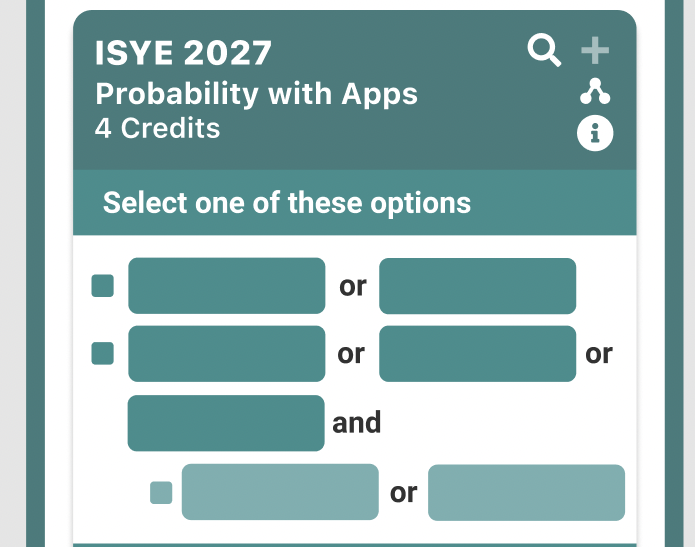 ISYE 2027
Probability with Apps
4 Credits
Select one of these options
or
or or
and
or